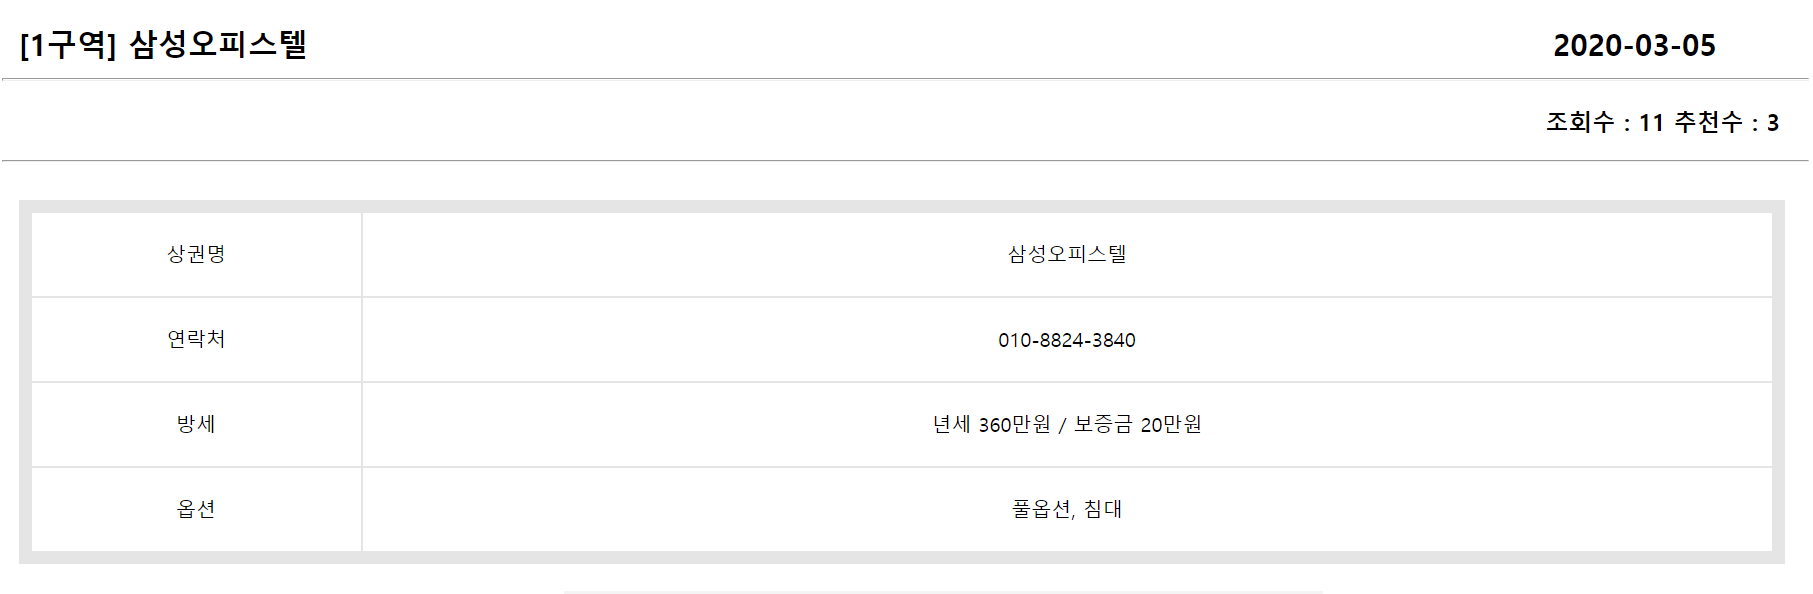 [1구역] 삼성오피스텔 2020-03-05
조회수 : 11 추천수 : 3
상권명 삼성오피스텔
연락처 010-8824-3840
방세 년세 360만원 / 보증금 20만원
옵션 풀옵션, 침대